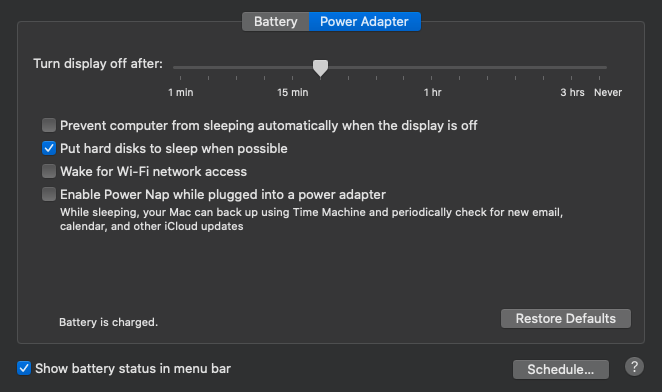 Battery Power Adapter
Turn display off after:
1 min 15 min 1 hr 3 hrs Never
Prevent computer from sleeping automatically when the display is off
Put hard disks to sleep when possible
Wake for Wi-Fi network access
Enable Power Nap while plugged into a power adapter
While sleeping, your Mac can back up using Time Machine and periodically check for new email,
calendar, and other iCloud updates
Battery is charged. Restore Defaults
Show battery status in menu bar Schedule... ?